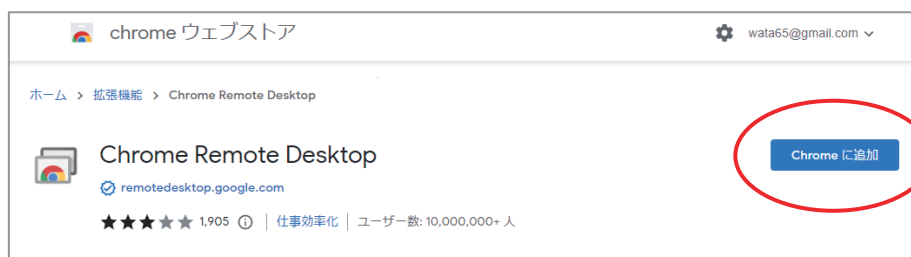 chrome ウェブストア
wata65@gmail.com
ホーム > 拡張機能 > Chrome Remote Desktop
Chrome Remote Desktop
Chrome に追加
remotedesktop.google.com
1,905 | 仕事効率化 | ユーザー数: 10,000,000+ 人